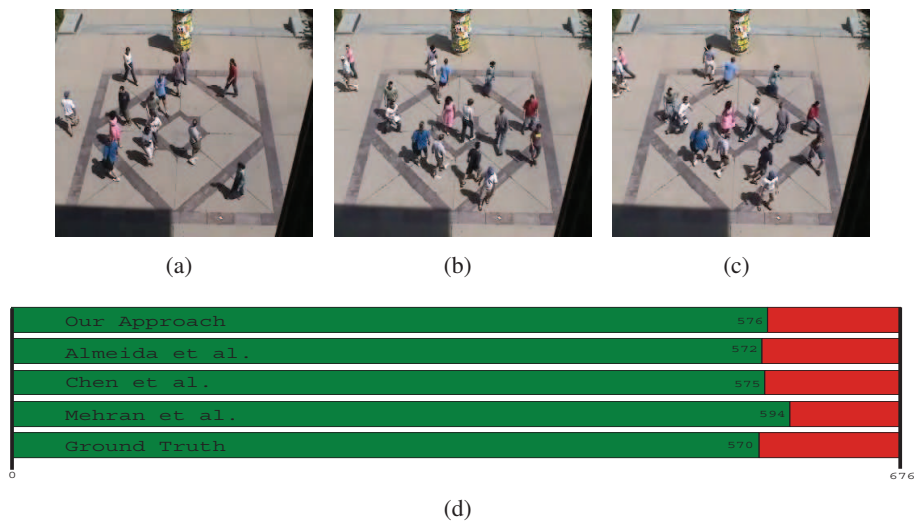 (a)
(b)
(c)
Our Approach 576
Almeida et al. 572
Chen et al. 575
Mehran et al. 594
Ground Truth 570
0 676
(d)